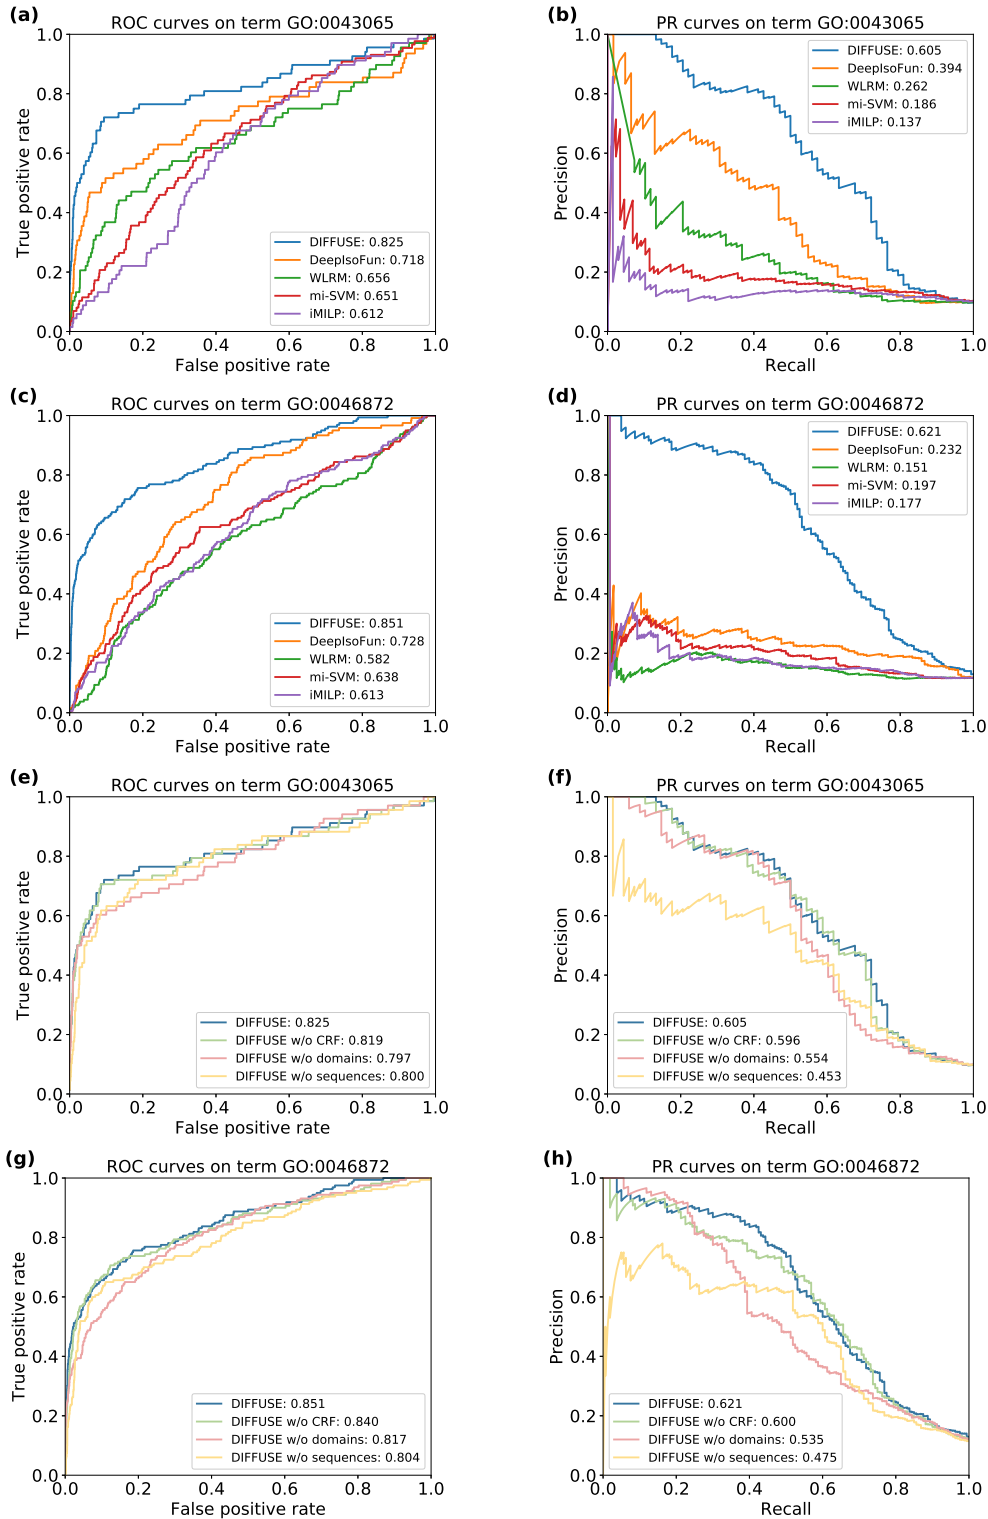 (a)
ROC curves on term GO:0043065
True positive rate
1.0
0.8
0.6
0.4
0.2
0.0
DIFFUSE: 0.825
DeepIsoFun: 0.718
WLRM: 0.656
mi-SVM: 0.651
iMILP: 0.612
0.0 0.2 0.4 0.6 0.8 1.0
False positive rate
(b)
PR curves on term GO:0043065
Precision
1.0
0.8
0.6
0.4
0.2
0.0
DIFFUSE: 0.605
DeepIsoFun: 0.394
WLRM: 0.262
mi-SVM: 0.186
iMILP: 0.137
0.0 0.2 0.4 0.6 0.8 1.0
Recall
(c)
ROC curves on term GO:0046872
True positive rate
1.0
0.8
0.6
0.4
0.2
0.0
DIFFUSE: 0.851
DeepIsoFun: 0.728
WLRM: 0.582
mi-SVM: 0.638
iMILP: 0.613
0.0 0.2 0.4 0.6 0.8 1.0
False positive rate
(d)
PR curves on term GO:0046872
Precision
1.0
0.8
0.6
0.4
0.2
0.0
DIFFUSE: 0.621
DeepIsoFun: 0.232
WLRM: 0.151
mi-SVM: 0.197
iMILP: 0.177
0.0 0.2 0.4 0.6 0.8 1.0
Recall
(e)
ROC curves on term GO:0043065
True positive rate
1.0
0.8
0.6
0.4
0.2
0.0
DIFFUSE: 0.825
DIFFUSE w/o CRF: 0.819
DIFFUSE w/o domains: 0.797
DIFFUSE w/o sequences: 0.800
0.0 0.2 0.4 0.6 0.8 1.0
False positive rate
(f)
PR curves on term GO:0043065
Precision
1.0
0.8
0.6
0.4
0.2
0.0
DIFFUSE: 0.605
DIFFUSE w/o CRF: 0.596
DIFFUSE w/o domains: 0.554
DIFFUSE w/o sequences: 0.453
0.0 0.2 0.4 0.6 0.8 1.0
Recall
(g)
ROC curves on term GO:0046872
True positive rate
1.0
0.8
0.6
0.4
0.2
0.0
DIFFUSE: 0.851
DIFFUSE w/o CRF: 0.840
DIFFUSE w/o domains: 0.817
DIFFUSE w/o sequences: 0.804
0.0 0.2 0.4 0.6 0.8 1.0
False positive rate
(h)
PR curves on term GO:0046872
Precision
1.0
0.8
0.6
0.4
0.2
0.0
DIFFUSE: 0.621
DIFFUSE w/o CRF: 0.600
DIFFUSE w/o domains: 0.535
DIFFUSE w/o sequences: 0.475
0.0 0.2 0.4 0.6 0.8 1.0
Recall